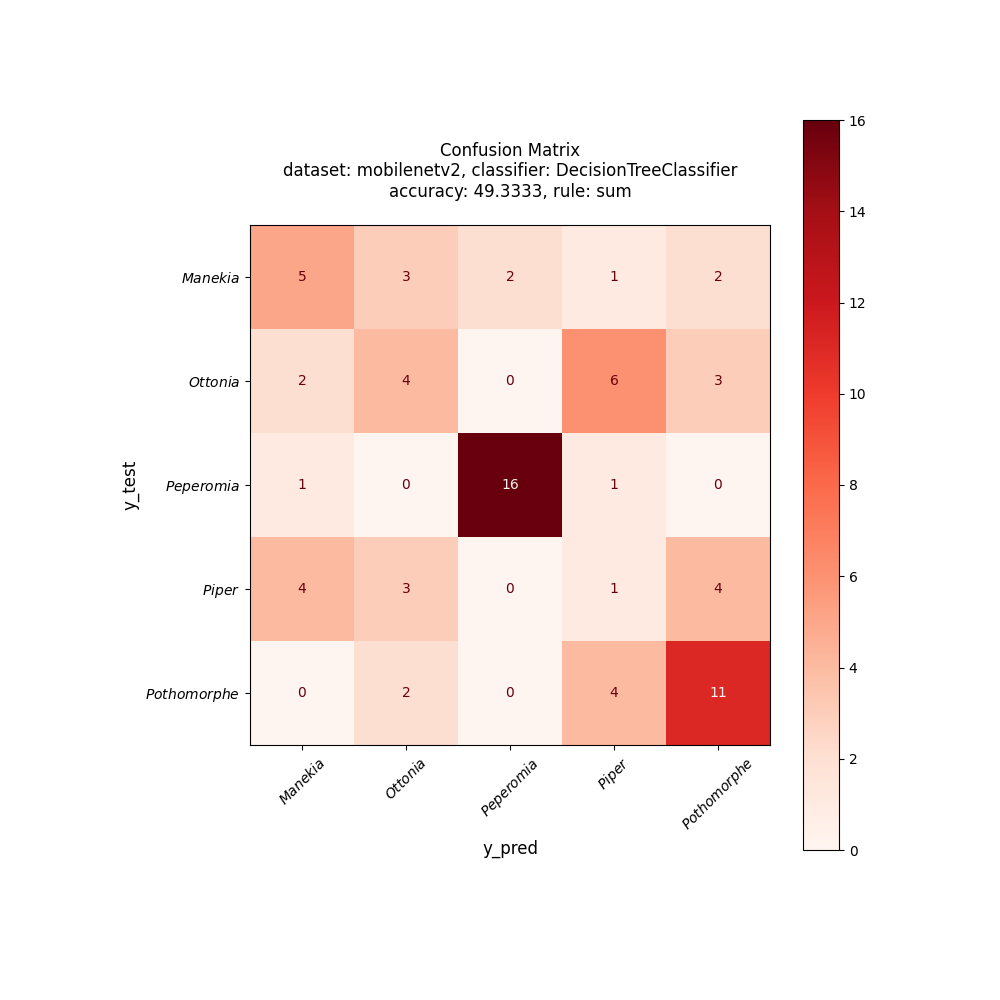 Confusion Matrix
dataset: mobilenetv2, classifier: DecisionTreeClassifier
accuracy: 49.3333, rule: sum
Manekia 5 3 2 1 2
Ottonia 2 4 0 6 3
Peperomia 1 0 16 1 0
Piper 4 3 0 1 4
Pothomorphe 0 2 0 4 11
Manekia Ottonia Peperomia Piper Pothomorphe
y_pred
y_test
16
14
12
10
8
6
4
2
0